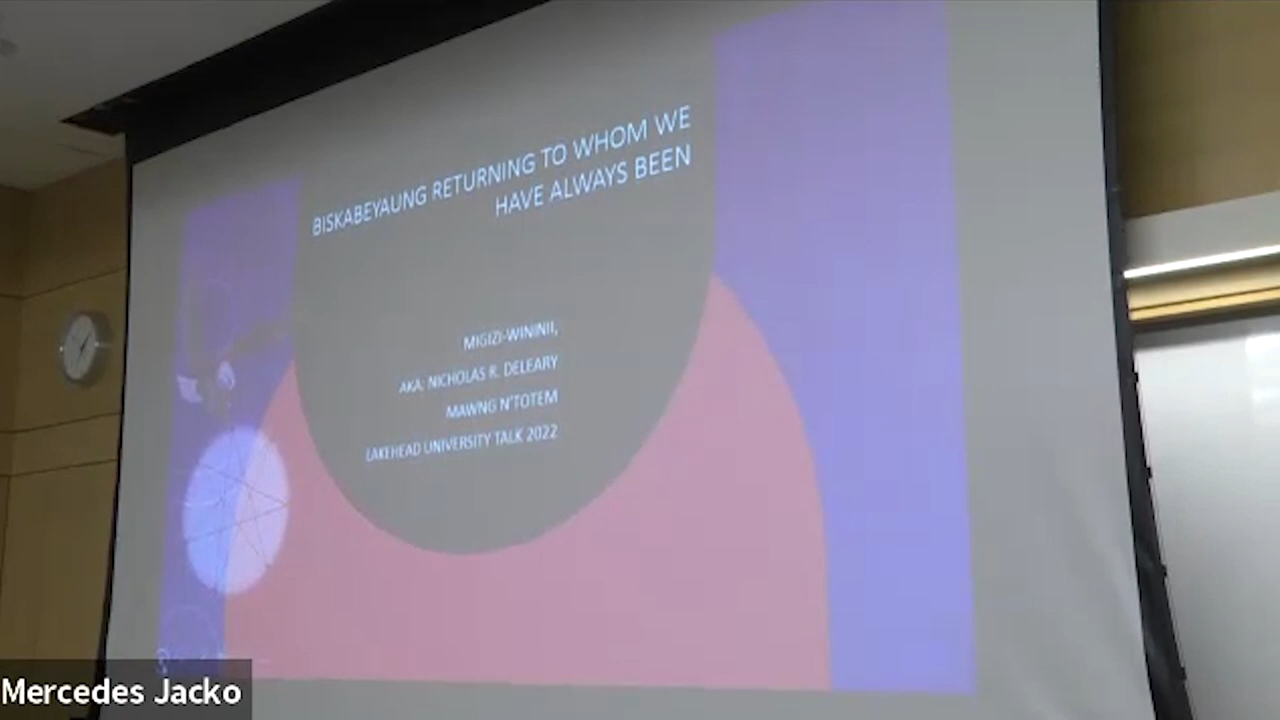 BISKABEYAUNG RETURNING TO WHOM WE
HAVE ALWAYS BEEN
MIGIZI-WININII,
AKA: NICHOLAS R. DELEARY
MAWNG N'TOTEM
LAKEHEAD UNIVERSITY TALK 2022
Mercedes Jacko